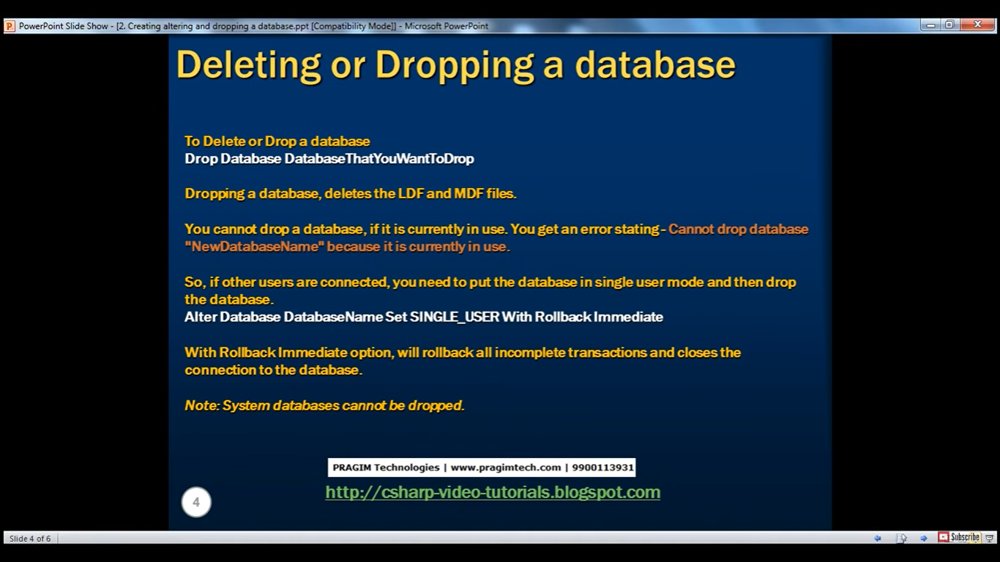 PowerPoint Slide Show - [2. Creating altering and dropping a database.ppt [Compatibility Mode]] - Microsoft PowerPoint
Deleting or Dropping a database
To Delete or Drop a database
Drop Database DatabaseThatYouWantToDrop
Dropping a database, deletes the LDF and MDF files.
You cannot drop a database, if it is currently in use. You get an error stating - Cannot drop database
"NewDatabaseName" because it is currently in use.
So, if other users are connected, you need to put the database in single user mode and then drop
the database.
Alter Database DatabaseName Set SINGLE_USER With Rollback Immediate
With Rollback Immediate option, will rollback all incomplete transactions and closes the
connection to the database.
Note: System databases cannot be dropped.
PRAGIM Technologies | www.pragimtech.com | 9900113931
http://csharp-video-tutorials.blogspot.com
4
Slide 4 of 6
Subscribe